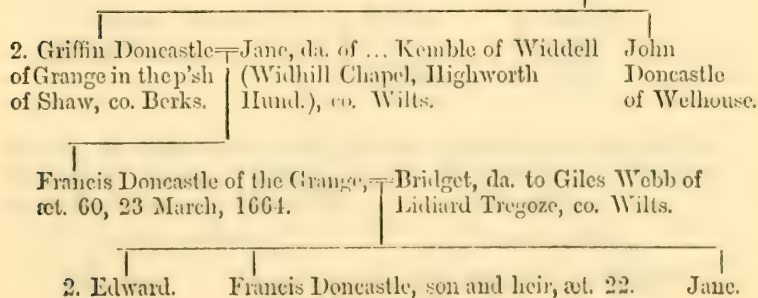 2. Griffin Doncastle=Jane, da. of ... Kemble of Widdell John
of Grange in the p'sh (Widhill Chapel, Highworth Doncastle
of Shaw, co. Berks. Hund.), co. Wilts. of Welhouse.
Francis Doncastle of the Grange,=Bridget, da. to Giles Webb of
æt. 60, 23 March, 1664. Lidiard Tregoze, co. Wilts.
2. Edward. Francis Doncastle, son and heir, æt. 22. Jane.